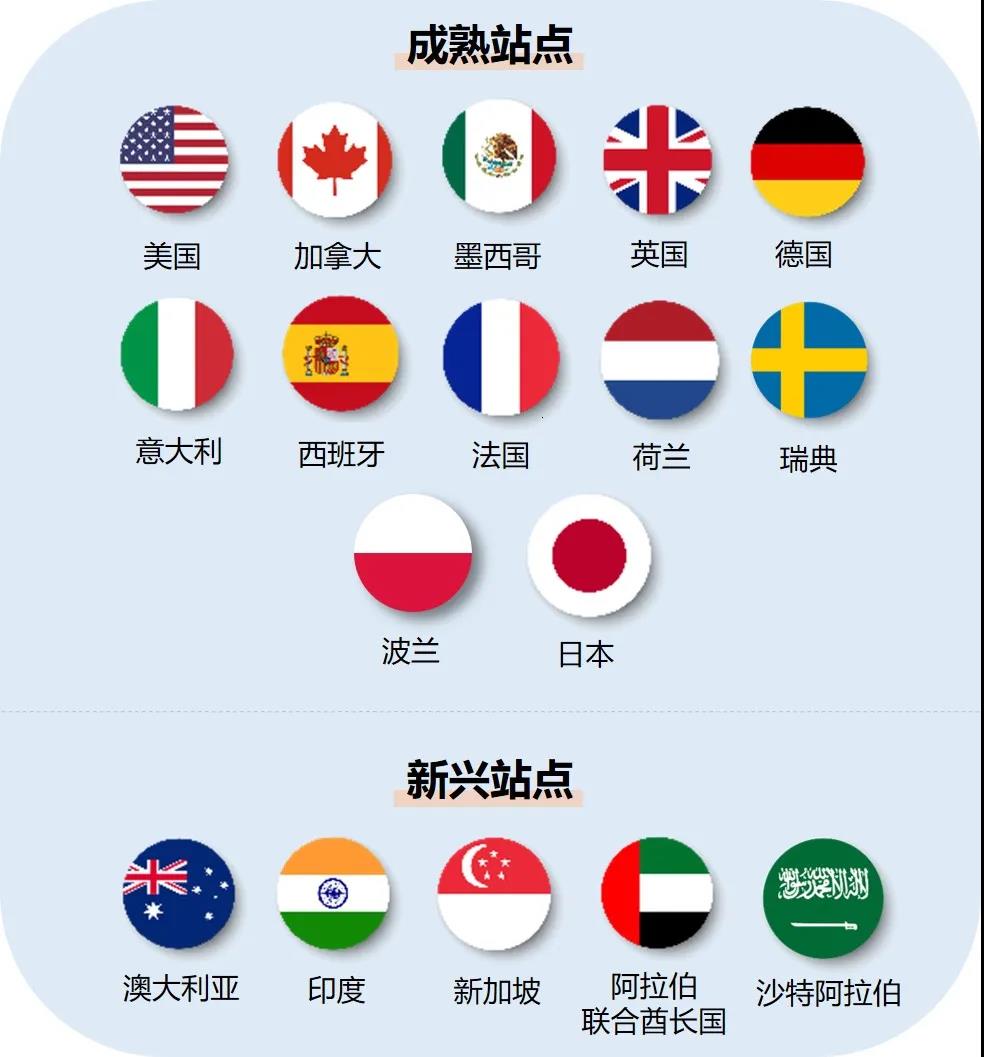 成熟站点
美国
加拿大
墨西哥
英国
德国
意大利
西班牙
法国
荷兰
瑞典
波兰
日本
新兴站点
澳大利亚
印度
新加坡
阿拉伯
联合酋长国
沙特阿拉伯